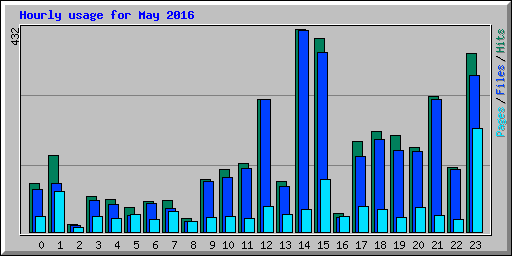 Hourly usage for May 2016
432
Pages / Files / Hits
0 1 2 3 4 5 6 7 8 9 10 11 12 13 14 15 16 17 18 19 20 21 22 23